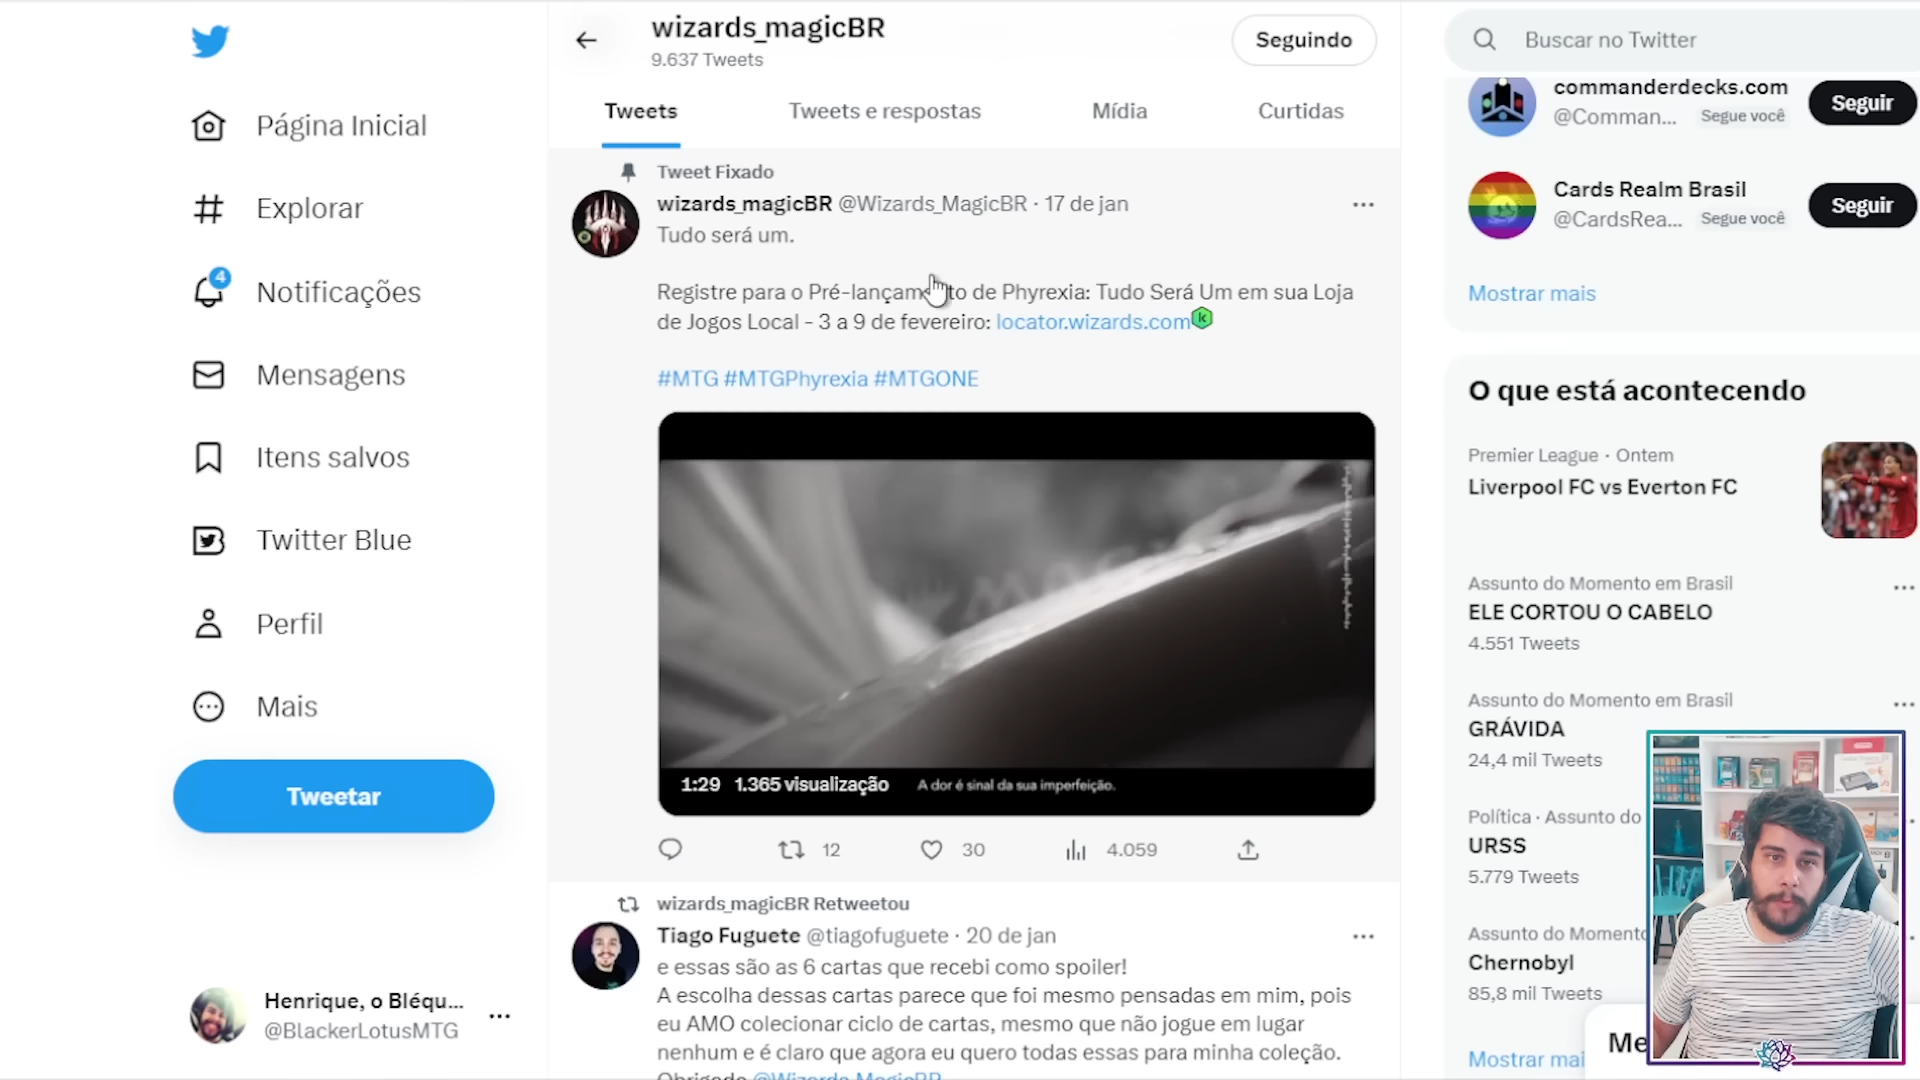 Página Inicial
Explorar
4
Notificações
Mensagens
Itens salvos
Twitter Blue
Perfil
Mais
Tweetar
Henrique, o Bléqu...
@BlackerLotusMTG
wizards_magicBR
9.637 Tweets
Seguindo
Tweets
Tweets e respostas
Mídia
Curtidas
Tweet Fixado
wizards_magicBR @Wizards_MagicBR · 17 de jan
Tudo será um.
Registre para o Pré-lançamento de Phyrexia: Tudo Será Um em sua Loja
de Jogos Local - 3 a 9 de fevereiro: locator.wizards.com
#MTG #MTGPhyrexia #MTGONE
1:29 1.365 visualização
A dor é sinal da sua imperfeição.
12
30
4.059
wizards_magicBR Retweetou
Tiago Fuguete @tiagofuguete · 20 de jan
e essas são as 6 cartas que recebi como spoiler!
A escolha dessas cartas parece que foi mesmo pensadas em mim, pois
eu AMO colecionar ciclo de cartas, mesmo que não jogue em lugar
nenhum e é claro que agora eu quero todas essas para minha coleção.
Obrigado @Wizards_MagicBR
Buscar no Twitter
commanderdecks.com
@Comman... Segue você
Seguir
Cards Realm Brasil
@CardsRea... Segue você
Seguir
Mostrar mais
O que está acontecendo
Premier League · Ontem
Liverpool FC vs Everton FC
Assunto do Momento em Brasil
ELE CORTOU O CABELO
4.551 Tweets
Assunto do Momento em Brasil
GRÁVIDA
24,4 mil Tweets
Política · Assunto do
URSS
5.779 Tweets
Assunto do Momento
Chernobyl
85,8 mil Tweets
Mostrar mai
Me